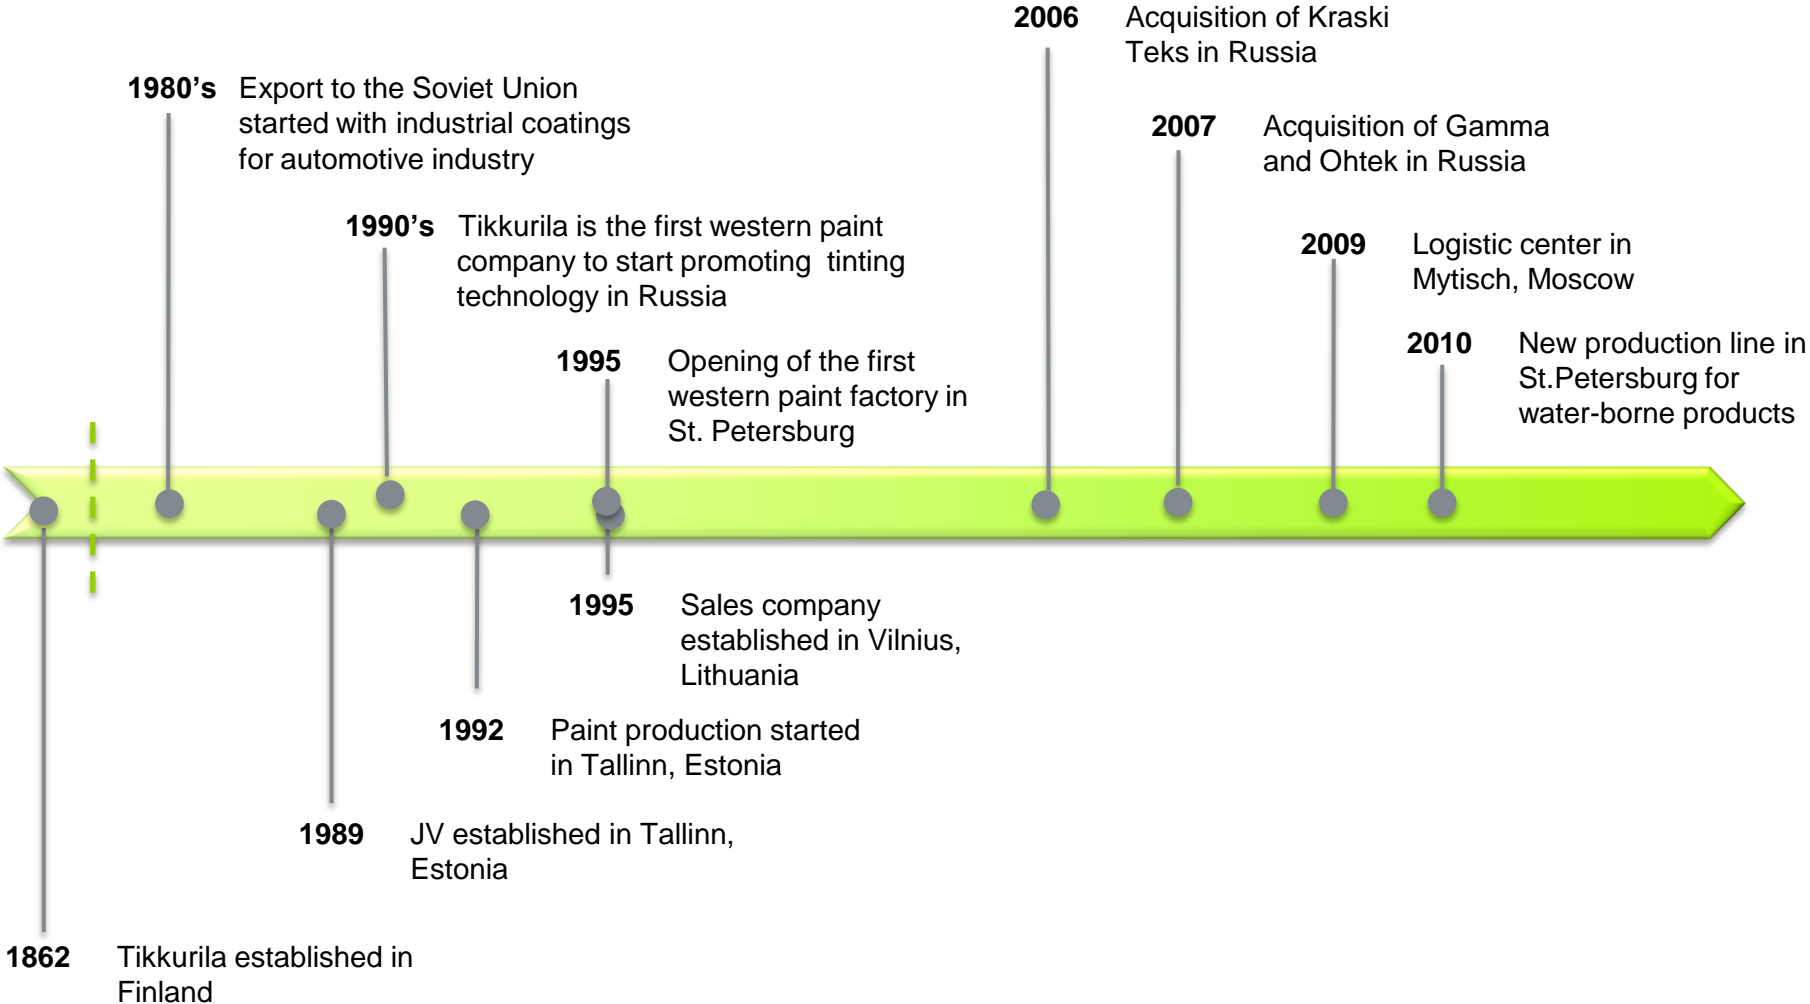 2006 Acquisition of Kraski
Teks in Russia
1980’s Export to the Soviet Union
started with industrial coatings
for automotive industry
2007 Acquisition of Gamma
and Ohtek in Russia
1990’s Tikkurila is the first western paint
company to start promoting  tinting
technology in Russia
2009 Logistic center in
Mytisch, Moscow
1995 Opening of the first
western paint factory in
St. Petersburg
2010 New production line in
St.Petersburg for
water-borne products
1995 Sales company
established in Vilnius,
Lithuania
1992 Paint production started
in Tallinn, Estonia
1989 JV established in Tallinn,
Estonia
1862 Tikkurila established in
Finland